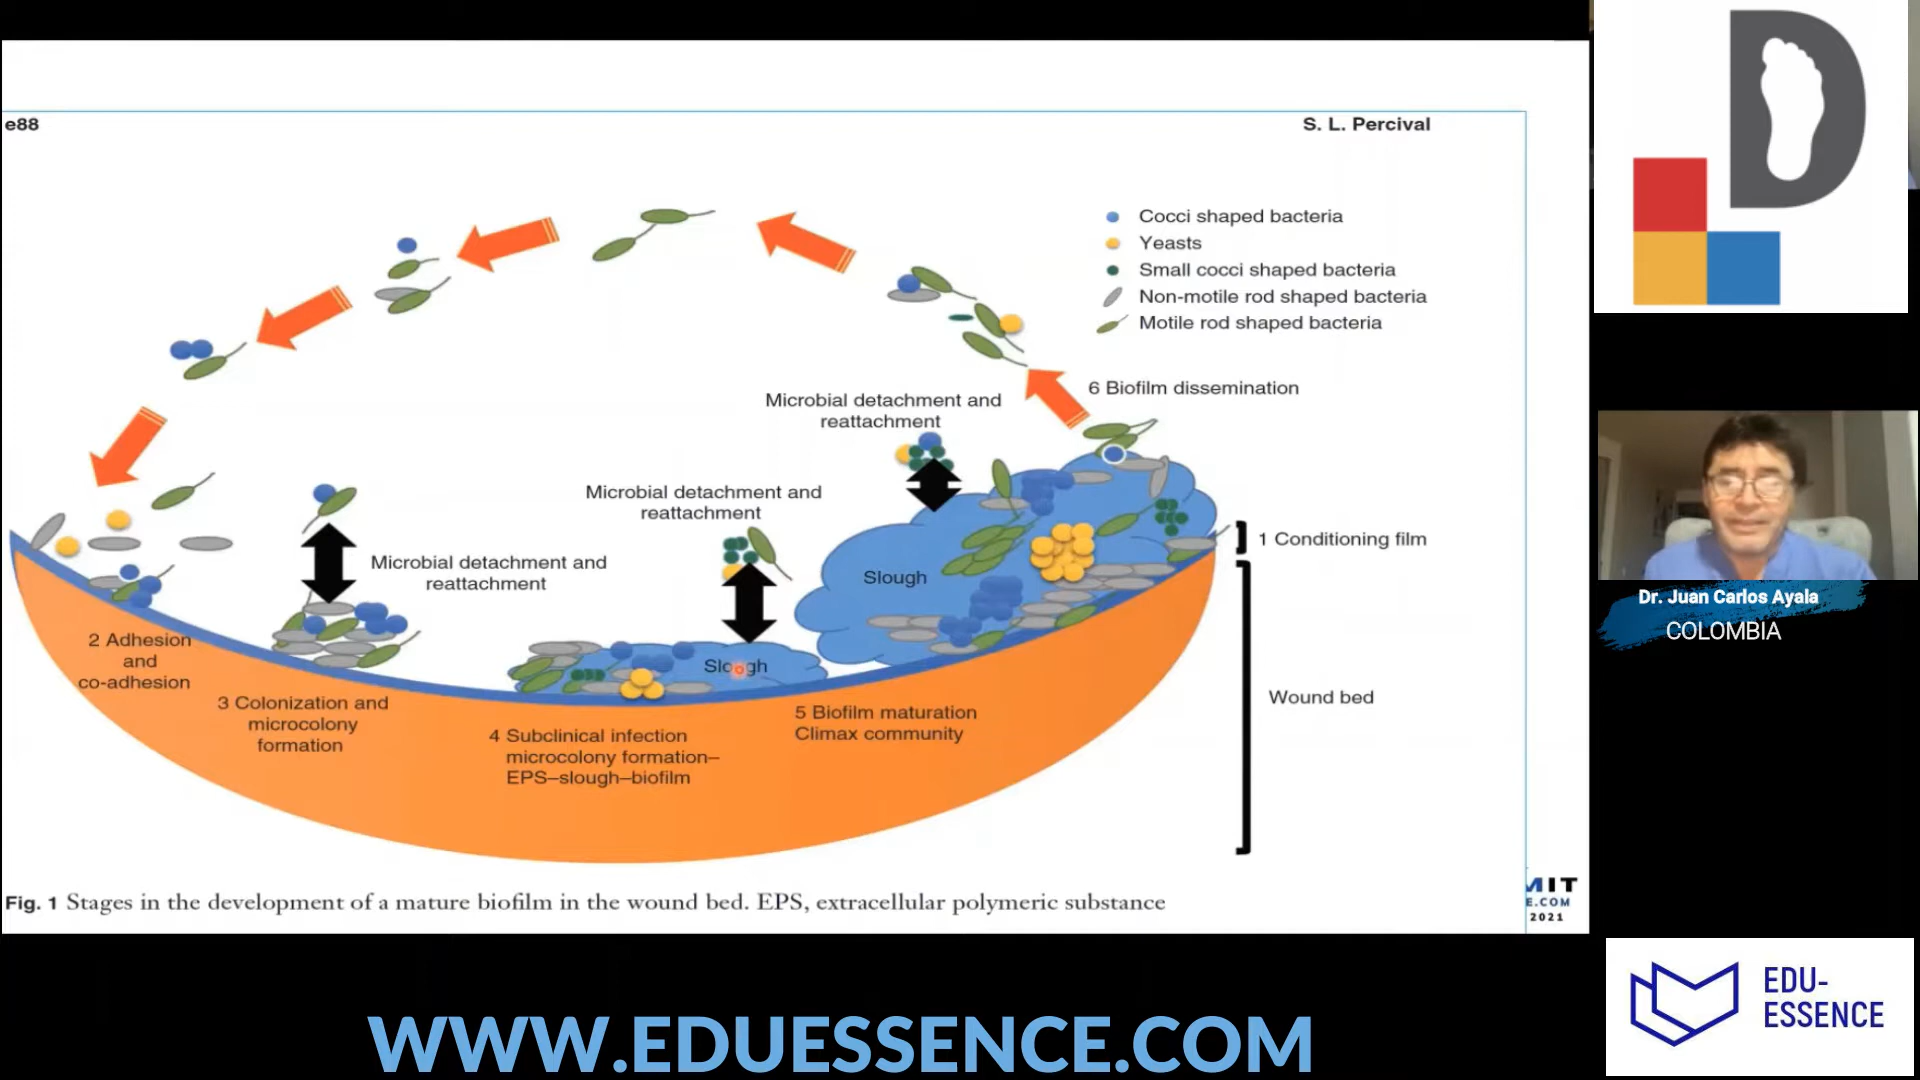 e88
S. L. Percival
Cocci shaped bacteria
Yeasts
Small cocci shaped bacteria
Non-motile rod shaped bacteria
Motile rod shaped bacteria
6 Biofilm dissemination
Microbial detachment and
reattachment
Microbial detachment and
reattachment
Microbial detachment and
reattachment
1 Conditioning film
Slough
Slough
2 Adhesion
and
co-adhesion
3 Colonization and
microcolony
formation
4 Subclinical infection
microcolony formation–
EPS–slough–biofilm
5 Biofilm maturation
Climax community
Wound bed
Fig. 1 Stages in the development of a mature biofilm in the wound bed. EPS, extracellular polymeric substance
MIT
E.COM
2021
D
Dr. Juan Carlos Ayala
COLOMBIA
EDU-
ESSENCE
WWW.EDUESSENCE.COM